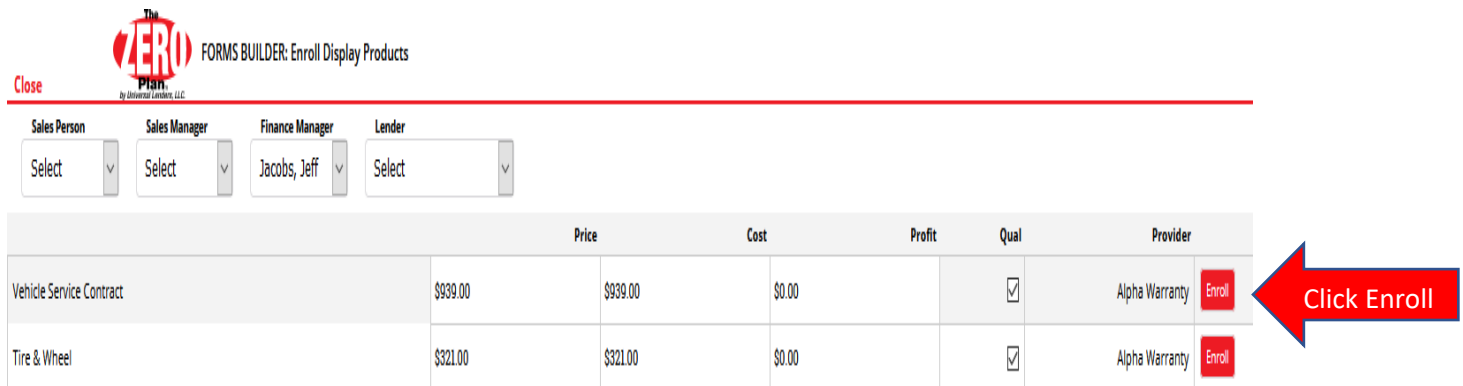 The
ZERO
Plan®
by Universal Lenders, LLC.
FORMS BUILDER: Enroll Display Products
Close
Sales Person Sales Manager Finance Manager Lender
Select Select Jacobs, Jeff Select
Price Cost Profit Qual Provider
Vehicle Service Contract $939.00 $939.00 $0.00 Alpha Warranty Enroll
Click Enroll
Tire & Wheel $321.00 $321.00 $0.00 Alpha Warranty Enroll